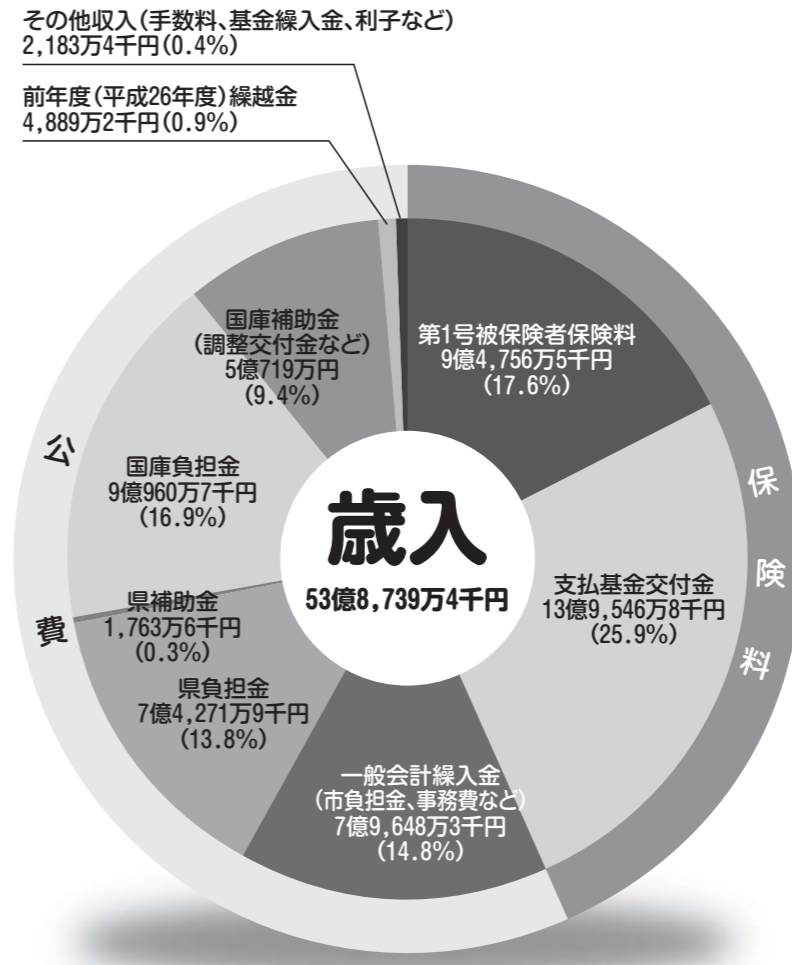 その他収入(手数料、基金繰入金、利子など)
2,183万4千円(0.4%)
前年度(平成26年度)繰越金
4,889万2千円(0.9%)
国庫補助金
(調整交付金など)
5億719万円
(9.4%)
第1号被保険者保険料
9億4,756万5千円
(17.6%)
公費
国庫負担金
9億960万7千円
(16.9%)
歳入
53億8,739万4千円
保険料
支払基金交付金
13億9,546万8千円
(25.9%)
県補助金
1,763万6千円
(0.3%)
県負担金
7億4,271万9千円
(13.8%)
一般会計繰入金
(市負担金、事務費など)
7億9,648万3千円
(14.8%)